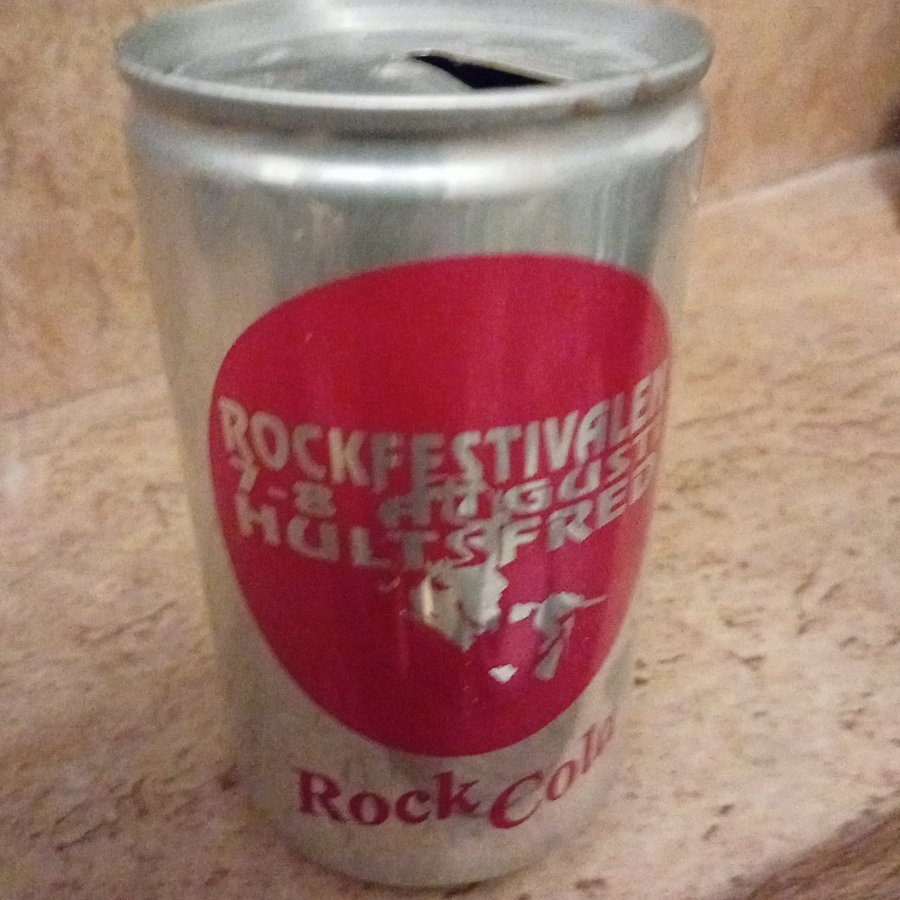 ROCKFESTIVALEN
7-8 AUGUSTI
HULTSFRED
Rock Cola